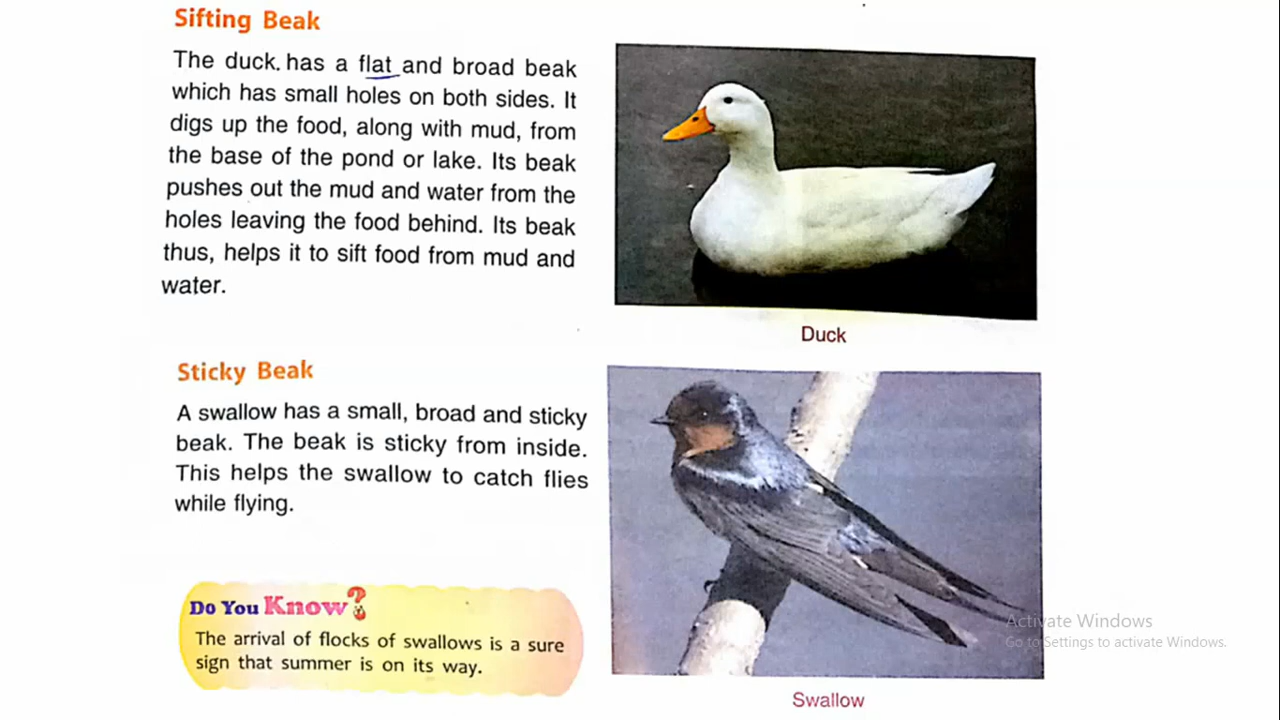 Sifting Beak
The duck. has a flat and broad beak
which has small holes on both sides. It
digs up the food, along with mud, from
the base of the pond or lake. Its beak
pushes out the mud and water from the
holes leaving the food behind. Its beak
thus, helps it to sift food from mud and
water.
Duck
Sticky Beak
A swallow has a small, broad and sticky
beak. The beak is sticky from inside.
This helps the swallow to catch flies
while flying.
Do You Know?
The arrival of flocks of swallows is a sure
sign that summer is on its way.
Swallow
Activate Windows
Go to Settings to activate Windows.